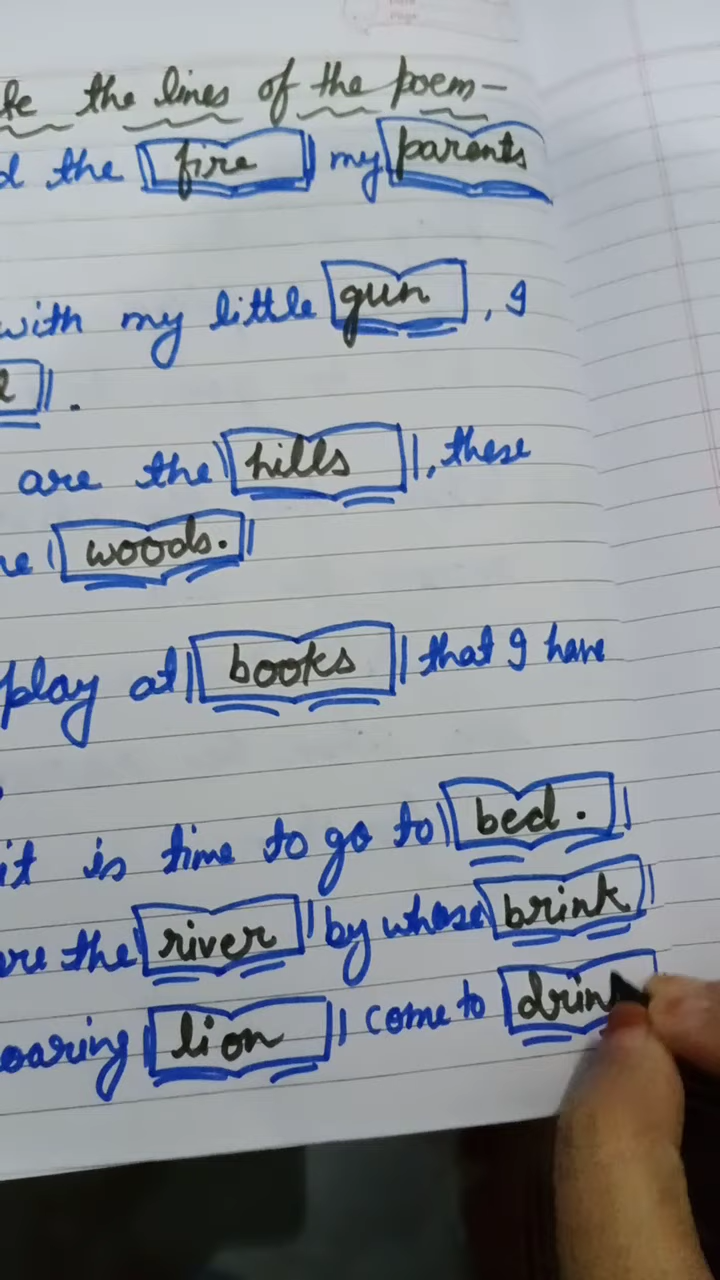 the lines of the poem-
the fire my parents
with my little gun, I
.
are the hills, these
woods.
play at books that I have
it is time to go to bed.
the river by whose brink
lion come to